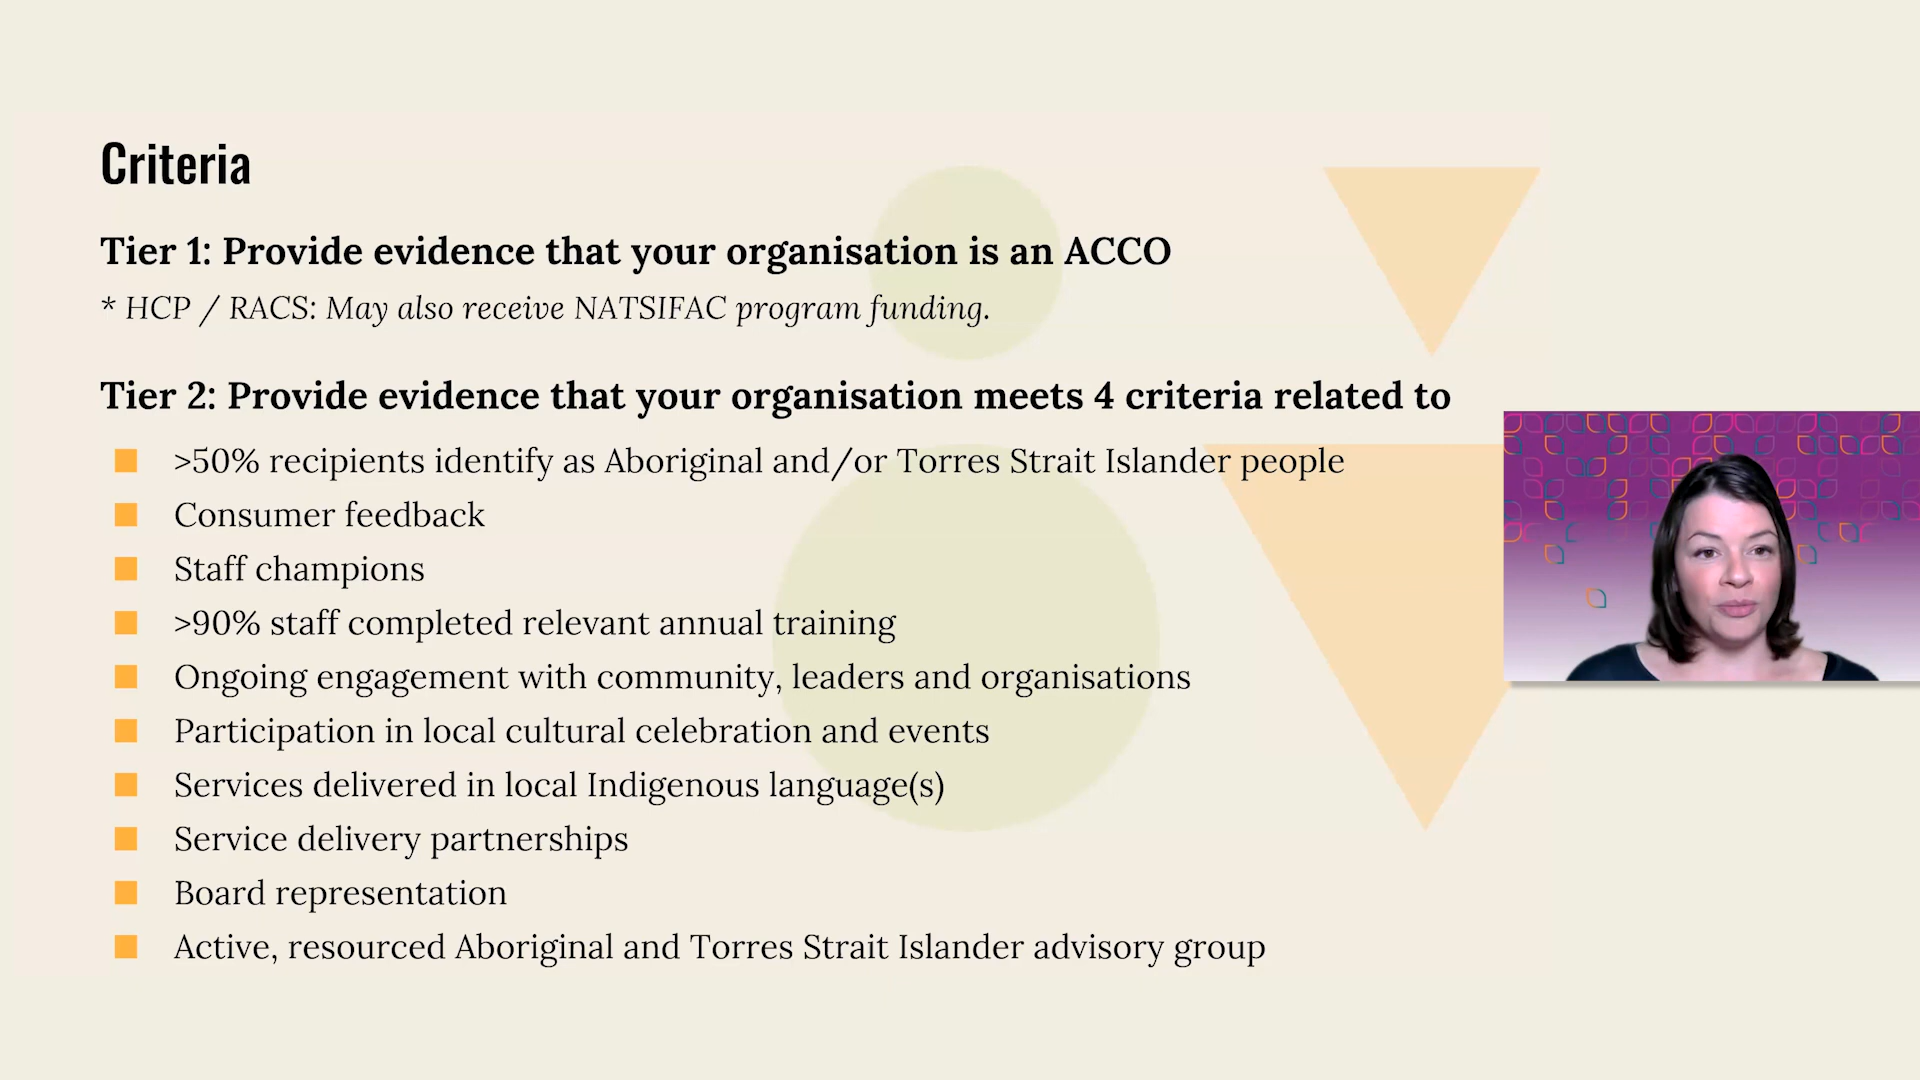 Criteria
Tier 1: Provide evidence that your organisation is an ACCO
* HCP / RACS: May also receive NATSIFAC program funding.
Tier 2: Provide evidence that your organisation meets 4 criteria related to
>50% recipients identify as Aboriginal and/or Torres Strait Islander people
Consumer feedback
Staff champions
>90% staff completed relevant annual training
Ongoing engagement with community, leaders and organisations
Participation in local cultural celebration and events
Services delivered in local Indigenous language(s)
Service delivery partnerships
Board representation
Active, resourced Aboriginal and Torres Strait Islander advisory group